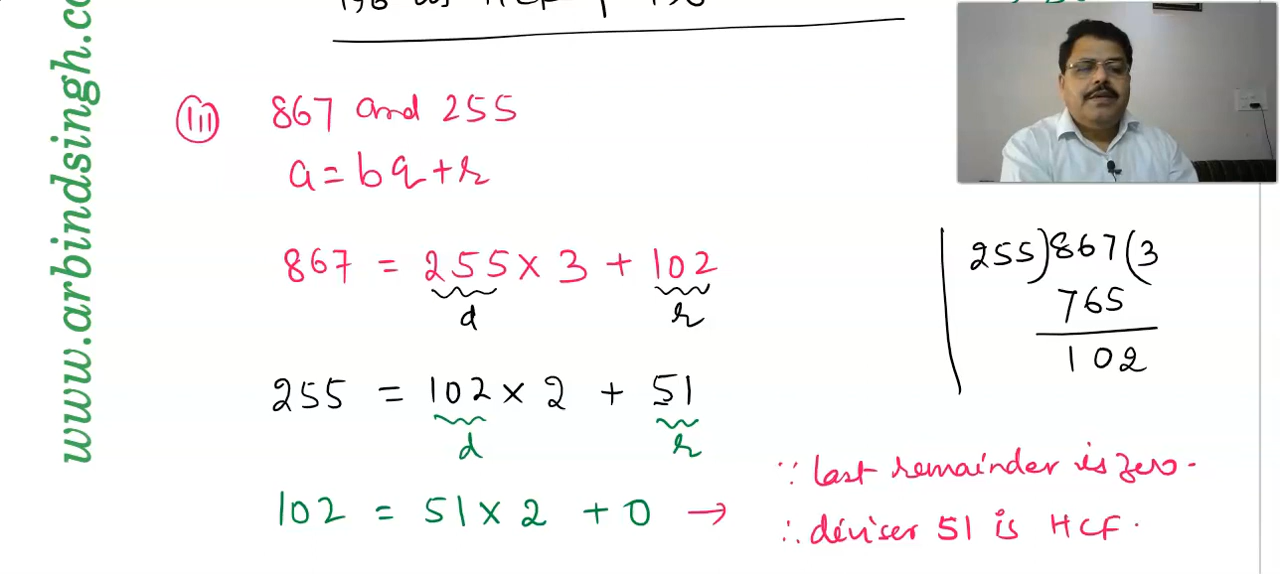 www.arbindsingh.co
(iii) 867 and 255
a = bq + r
867 = 255 × 3 + 102
d r
255 = 102 × 2 + 51
d r
102 = 51 × 2 + 0 →
∵ last remainder is zero.
∴ deviser 51 is HCF.
255)867(3
765
102